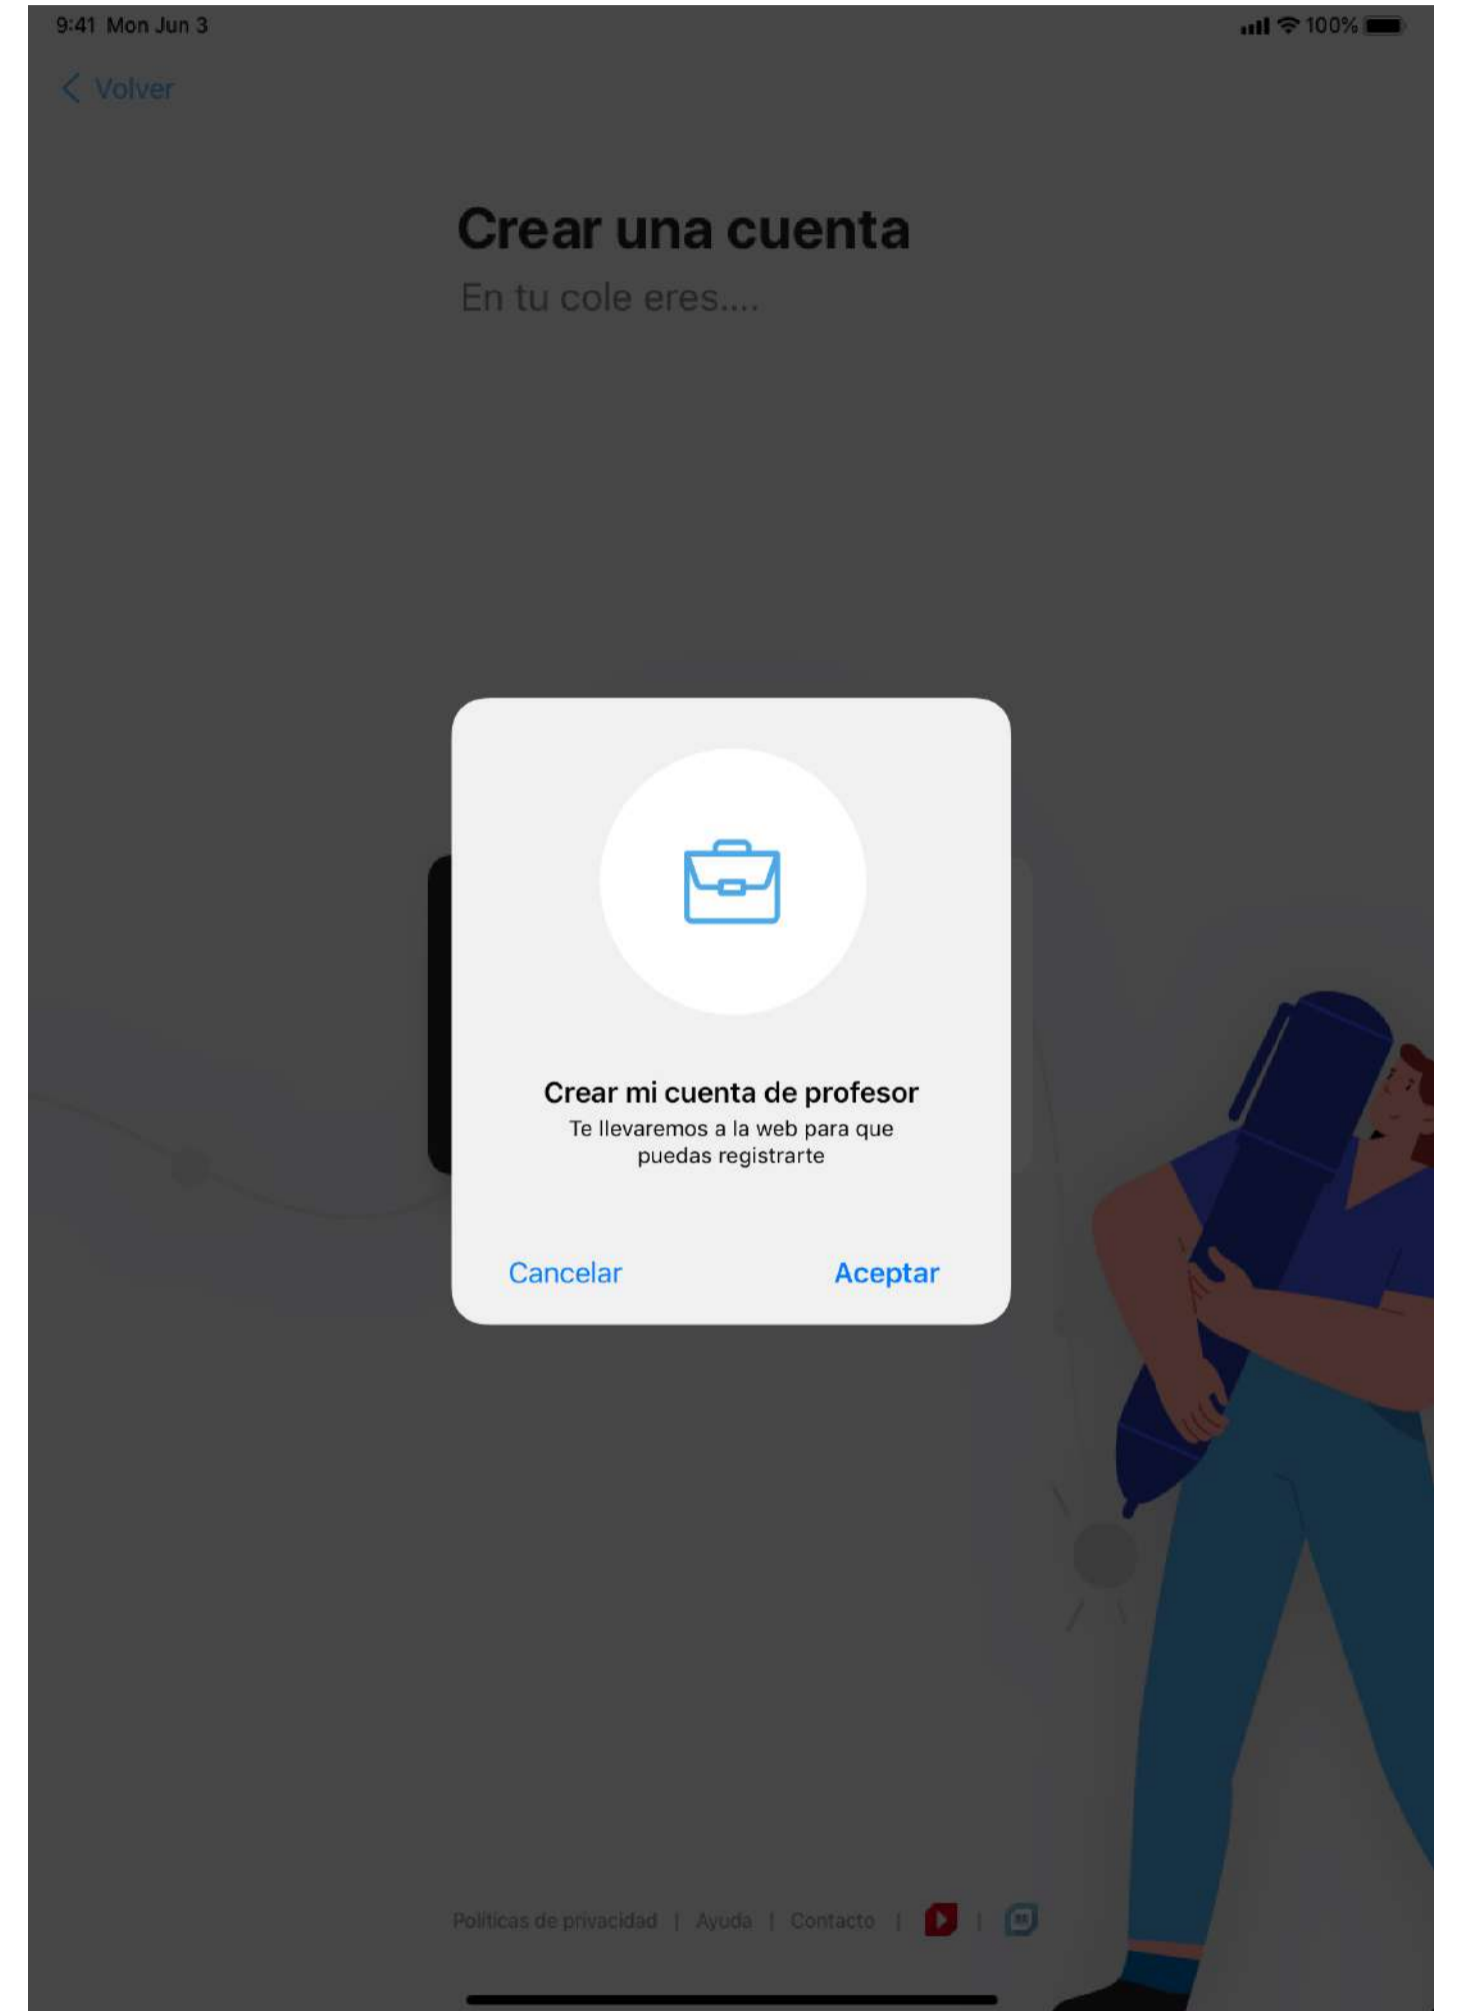 9:41 Mon Jun 3
100%
Volver
Crear una cuenta
En tu cole eres....
Crear mi cuenta de profesor
Te llevaremos a la web para que
puedas registrarte
Cancelar
Aceptar
Políticas de privacidad | Ayuda | Contacto | |